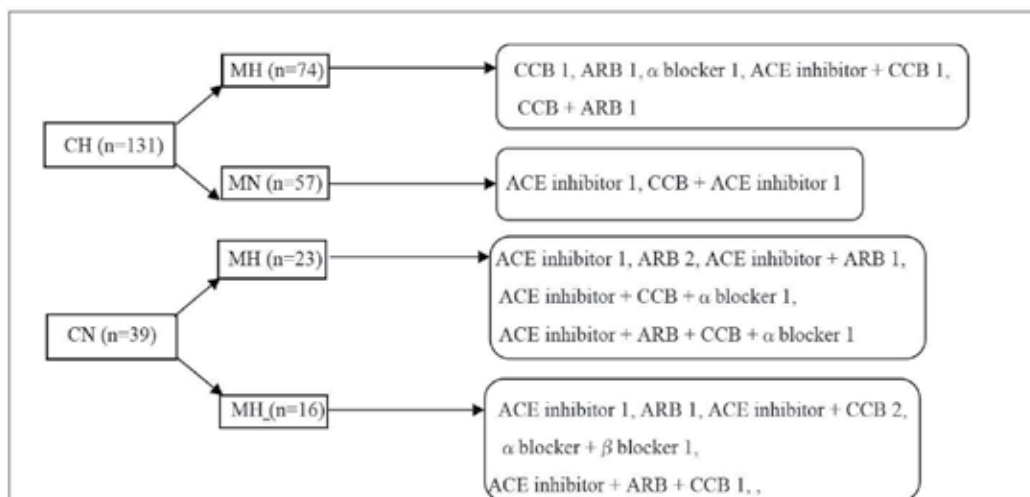 MH (n=74)
CCB 1, ARB 1, α blocker 1, ACE inhibitor + CCB 1,
CCB + ARB 1
CH (n=131)
MN (n=57)
ACE inhibitor 1, CCB + ACE inhibitor 1
MH (n=23)
ACE inhibitor 1, ARB 2, ACE inhibitor + ARB 1,
ACE inhibitor + CCB + α blocker 1,
ACE inhibitor + ARB + CCB + α blocker 1
CN (n=39)
MH_(n=16)
ACE inhibitor 1, ARB 1, ACE inhibitor + CCB 2,
α blocker + β blocker 1,
ACE inhibitor + ARB + CCB 1, ,